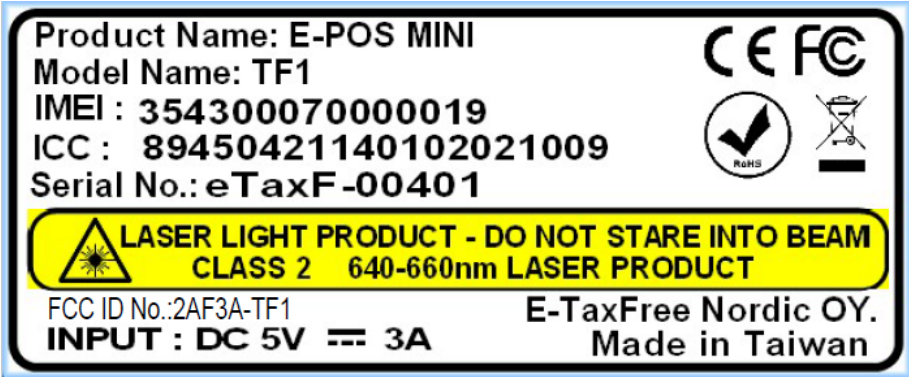 Product Name: E-POS MINI
Model Name: TF1
IMEI : 354300070000019
ICC : 89450421140102021009
Serial No.: eTaxF-00401
CE FC
RoHS
LASER LIGHT PRODUCT - DO NOT STARE INTO BEAM
CLASS 2 640-660nm LASER PRODUCT
FCC ID No.:2AF3A-TF1
INPUT : DC 5V ⎓ 3A
E-TaxFree Nordic OY.
Made in Taiwan